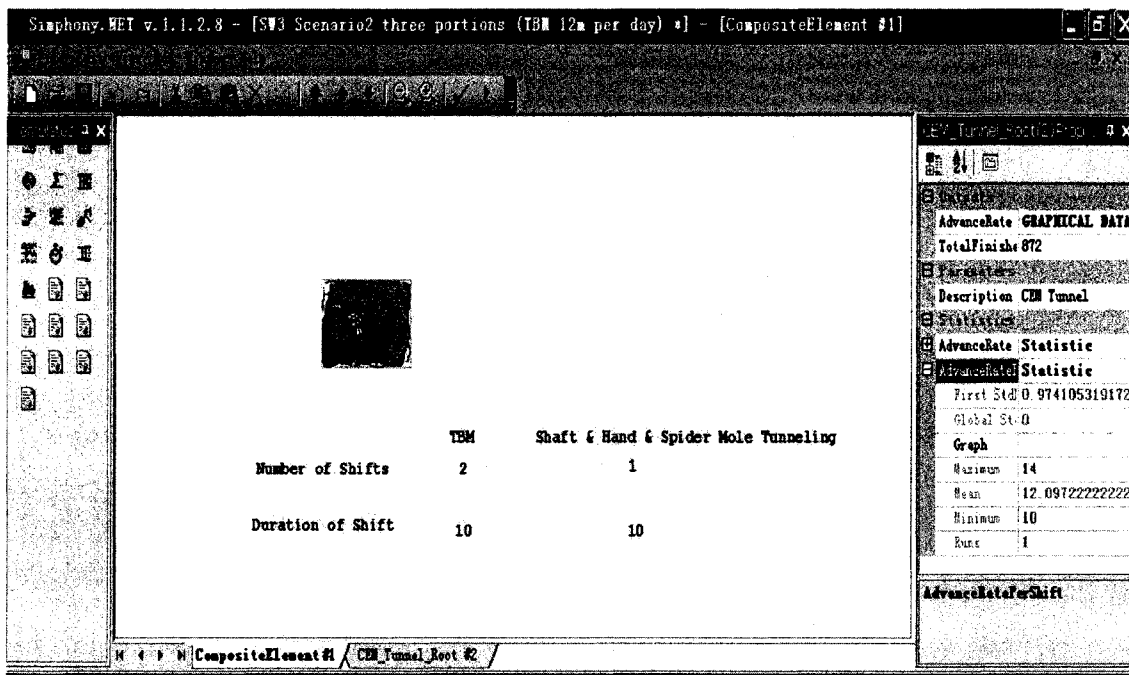 Simphony.NET v.1.1.2.8 - [SW3 Scenario2 three portions (TBM 12m per day) *] - [CompositeElement #1]
AdvanceRate GRAPHICAL DATA
TotalFinishe 872
Parameters
Description CEM Tunnel
Statistics
AdvanceRate Statistic
Statistic
First Std 0.974105319172
Global St 0
Graph
Maximum 14
Mean 12.09722222222
Minimum 10
Runs 1
AdvanceRatePerShift
TBM Shaft & Hand & Spider Mole Tunneling
Number of Shifts 2 1
Duration of Shift 10 10
CompositeElement #1 CEM_Tunnel_Root #2